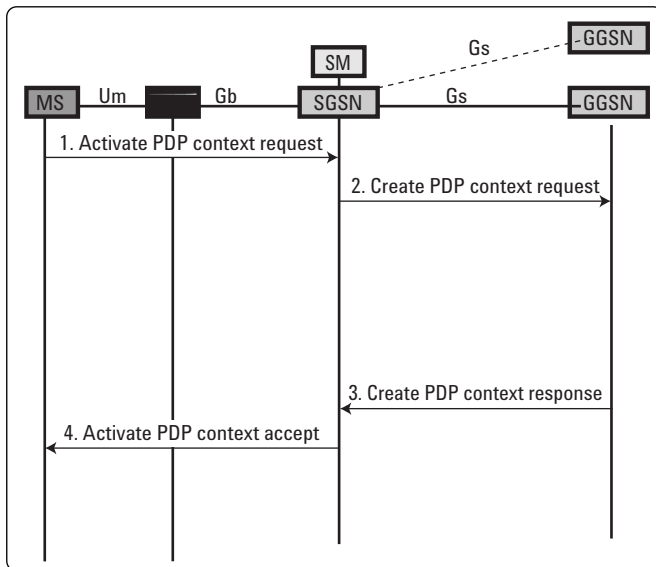 GGSN
Gs
SM
MS
Um
Gb
SGSN
Gs
GGSN
1. Activate PDP context request
2. Create PDP context request
3. Create PDP context response
4. Activate PDP context accept